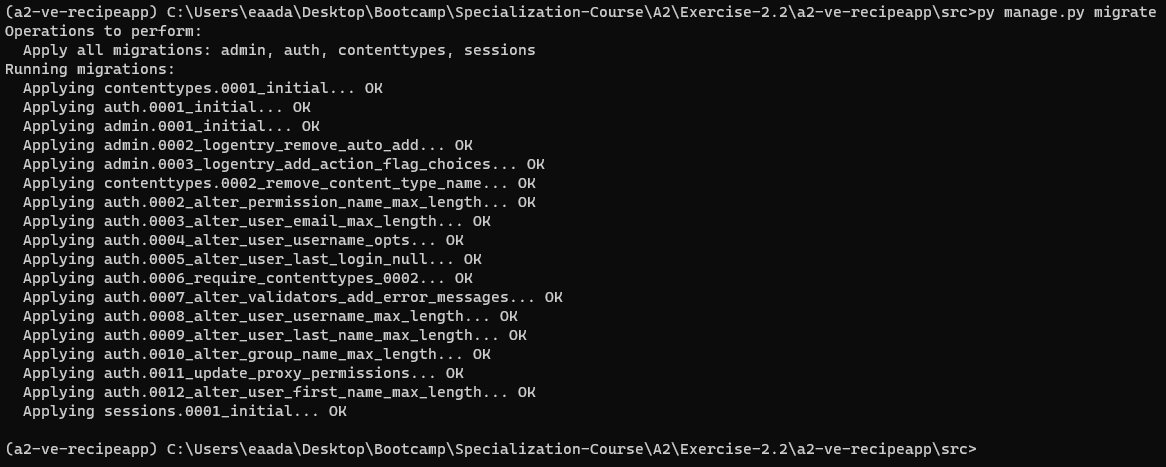 (a2-ve-recipeapp) C:\Users\eaada\Desktop\Bootcamp\Specialization-Course\A2\Exercise-2.2\a2-ve-recipeapp\src>py manage.py migrate
Operations to perform:
  Apply all migrations: admin, auth, contenttypes, sessions
Running migrations:
  Applying contenttypes.0001_initial... OK
  Applying auth.0001_initial... OK
  Applying admin.0001_initial... OK
  Applying admin.0002_logentry_remove_auto_add... OK
  Applying admin.0003_logentry_add_action_flag_choices... OK
  Applying contenttypes.0002_remove_content_type_name... OK
  Applying auth.0002_alter_permission_name_max_length... OK
  Applying auth.0003_alter_user_email_max_length... OK
  Applying auth.0004_alter_user_username_opts... OK
  Applying auth.0005_alter_user_last_login_null... OK
  Applying auth.0006_require_contenttypes_0002... OK
  Applying auth.0007_alter_validators_add_error_messages... OK
  Applying auth.0008_alter_user_username_max_length... OK
  Applying auth.0009_alter_user_last_name_max_length... OK
  Applying auth.0010_alter_group_name_max_length... OK
  Applying auth.0011_update_proxy_permissions... OK
  Applying auth.0012_alter_user_first_name_max_length... OK
  Applying sessions.0001_initial... OK
(a2-ve-recipeapp) C:\Users\eaada\Desktop\Bootcamp\Specialization-Course\A2\Exercise-2.2\a2-ve-recipeapp\src>